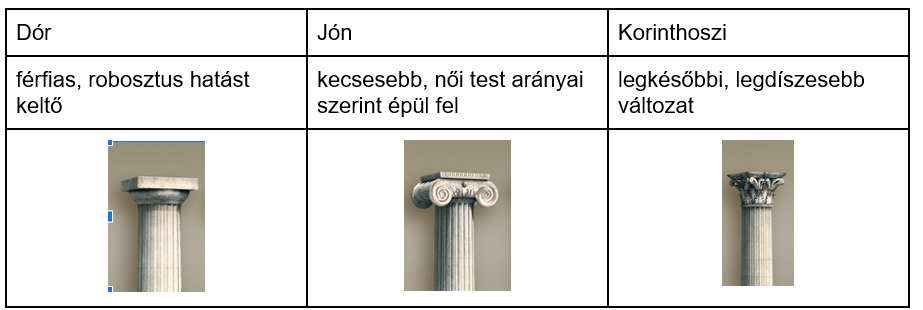 Dór
Jón
Korinthoszi
férfias, robosztus hatást
keltő
kecsesebb, női test arányai
szerint épül fel
legkésőbbi, legdíszesebb
változat